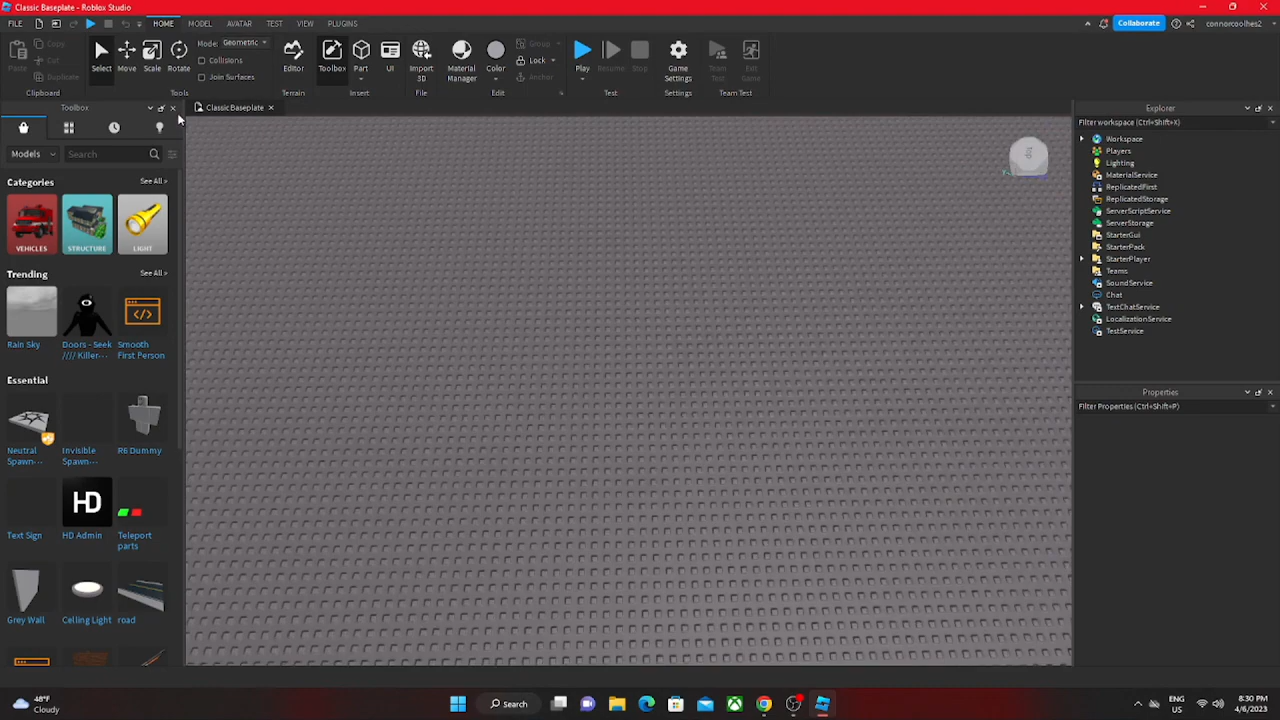 Classic Baseplate - Roblox Studio
FILE HOME MODEL AVATAR TEST VIEW PLUGINS Collaborate connorcoolhes2
Paste Copy Cut Duplicate Clipboard
Select Move Scale Rotate Mode: Geometric Collisions Join Surfaces Tools
Editor Terrain
Toolbox Part UI Insert
Import 3D File
Material Manager Color Group Lock Anchor Edit
Play Resume Stop Test
Game Settings Settings
Team Test Exit Game Team Test
Toolbox
Classic Baseplate
Models Search
Categories See All >
VEHICLES STRUCTURE LIGHT
Trending See All >
Rain Sky
Doors - Seek //// Killer...
Smooth First Person
Essential
Neutral Spawn...
Invisible Spawn...
R6 Dummy
Text Sign
HD
HD Admin
Teleport parts
Grey Wall
Ceiling Light
road
Top
Explorer
Filter workspace (Ctrl+Shift+X)
Workspace
Players
Lighting
MaterialService
ReplicatedFirst
ReplicatedStorage
ServerScriptService
ServerStorage
StarterGui
StarterPack
StarterPlayer
Teams
SoundService
Chat
TextChatService
LocalizationService
TestService
Properties
Filter Properties (Ctrl+Shift+P)
48°F
Cloudy
Search
ENG
US
8:30 PM
4/6/2023